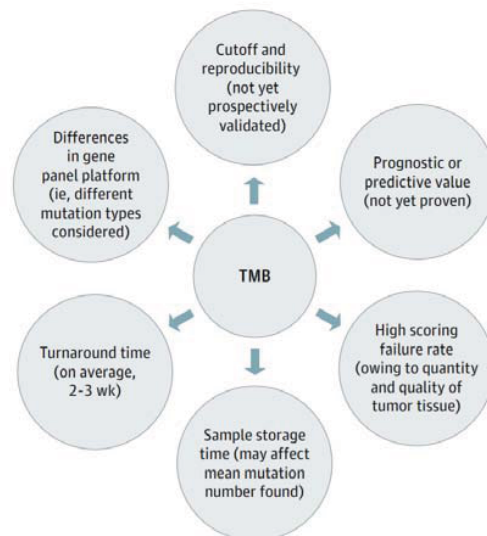 Cutoff and
reproducibility
(not yet
prospectively
validated)
Differences
in gene
panel platform
(ie, different
mutation types
considered)
Prognostic or
predictive value
(not yet proven)
TMB
Turnaround time
(on average,
2-3 wk)
High scoring
failure rate
(owing to quantity
and quality of
tumor tissue)
Sample storage
time (may affect
mean mutation
number found)